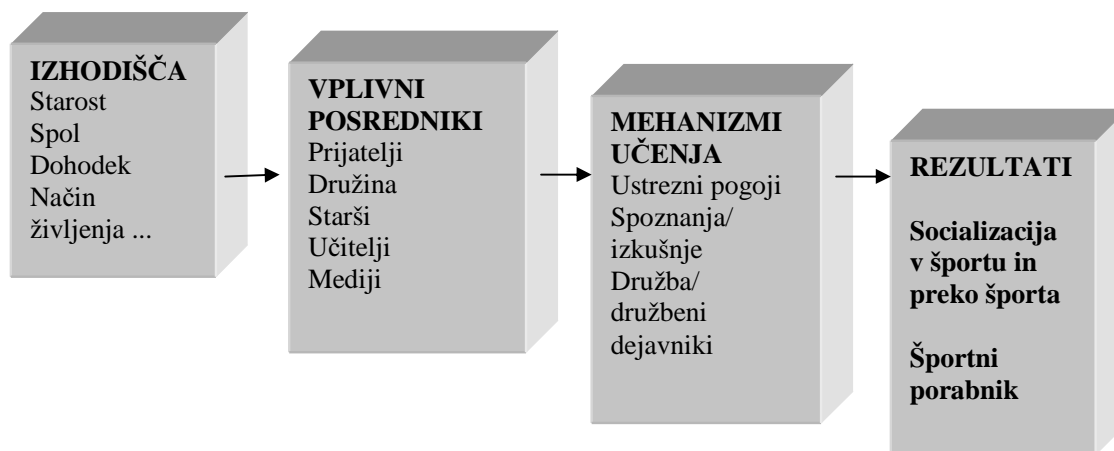 IZHODIŠČA
Starost
Spol
Dohodek
Način
življenja ...
VPLIVNI
POSREDNIKI
Prijatelji
Družina
Starši
Učitelji
Mediji
MEHANIZMI
UČENJA
Ustrezni pogoji
Spoznanja/
izkušnje
Družba/
družbeni
dejavniki
REZULTATI
Socializacija
v športu in
preko športa
Športni
porabnik